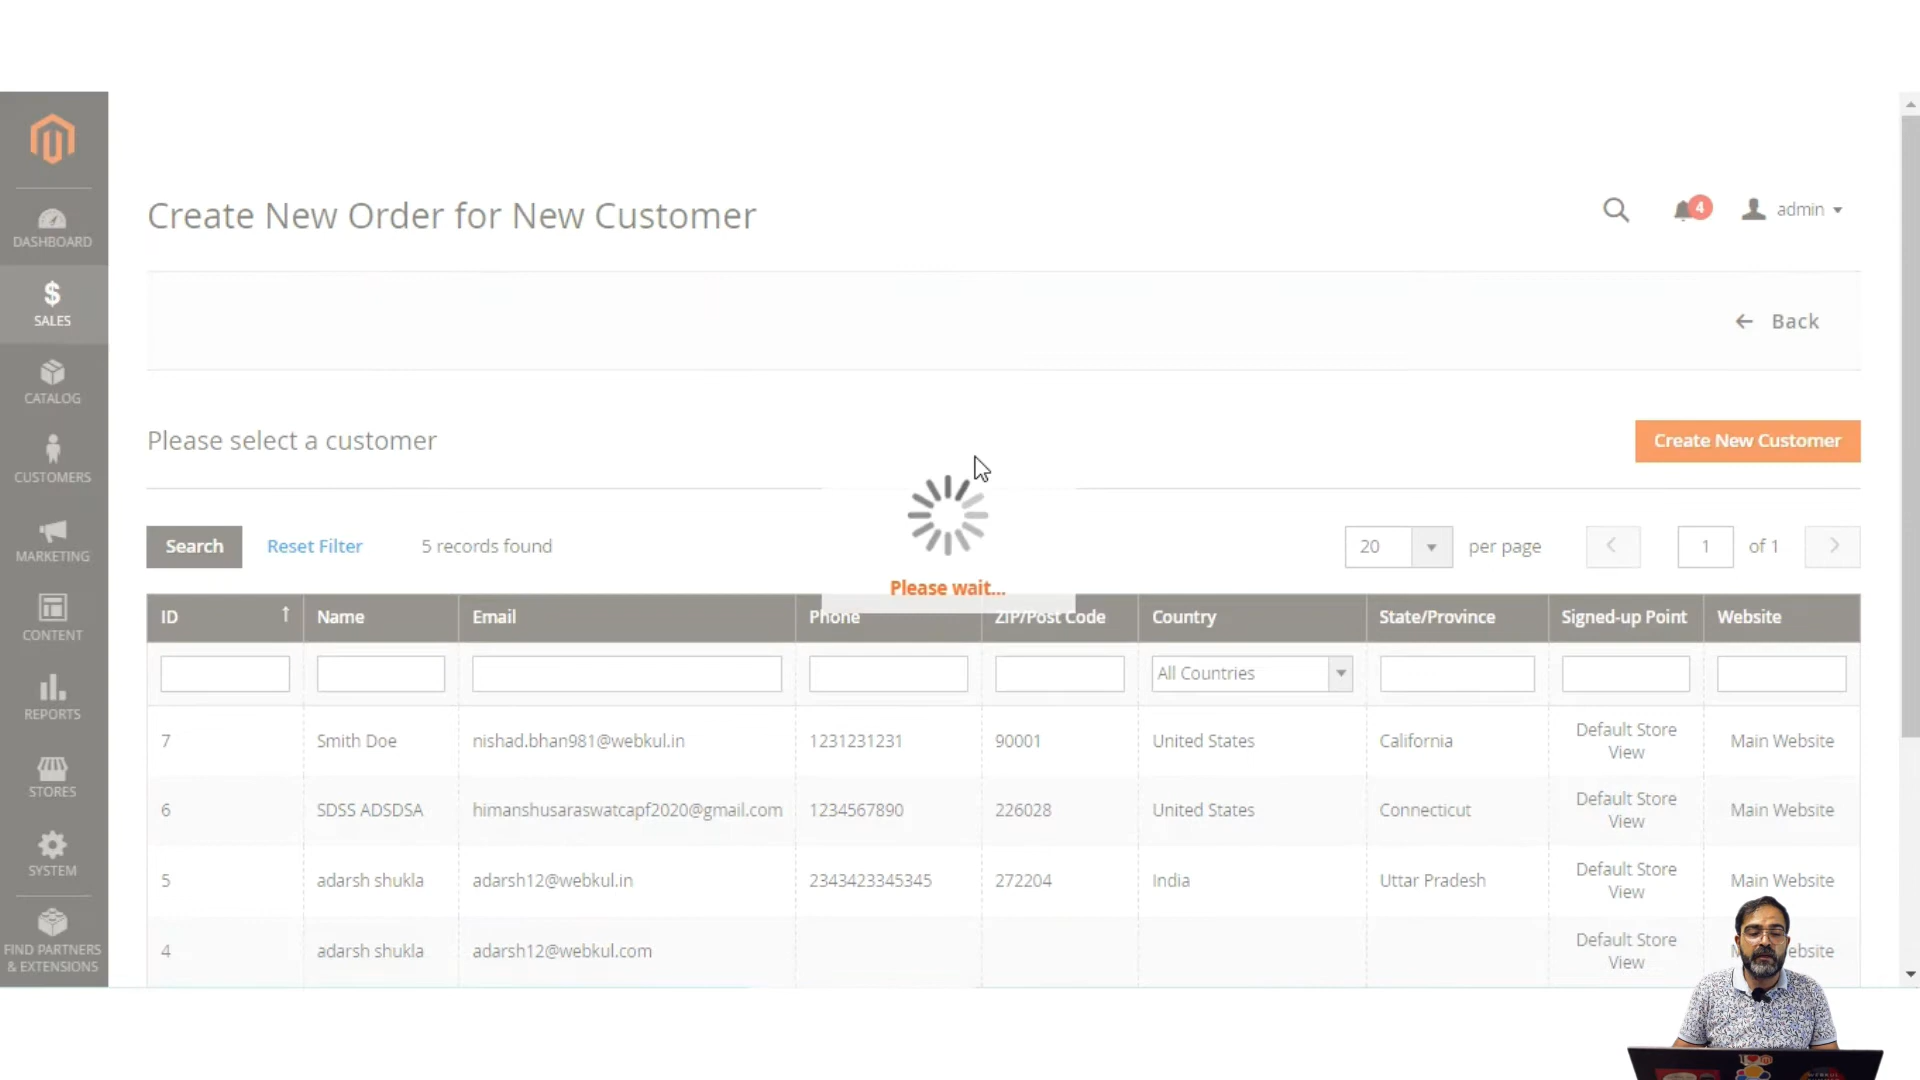 Create New Order for New Customer
4
admin
DASHBOARD
SALES
CATALOG
CUSTOMERS
MARKETING
CONTENT
REPORTS
STORES
SYSTEM
FIND PARTNERS
& EXTENSIONS
Back
Please select a customer
Create New Customer
Please wait...
Search Reset Filter 5 records found 20 per page 1 of 1
ID Name Email Phone ZIP/Post Code Country State/Province Signed-up Point Website
All Countries
7 Smith Doe nishad.bhan981@webkul.in 1231231231 90001 United States California Default Store View Main Website
6 SDSS ADSDSA himanshusaraswatcapf2020@gmail.com 1234567890 226028 United States Connecticut Default Store View Main Website
5 adarsh shukla adarsh12@webkul.in 2343423345345 272204 India Uttar Pradesh Default Store View Main Website
4 adarsh shukla adarsh12@webkul.com Default Store View